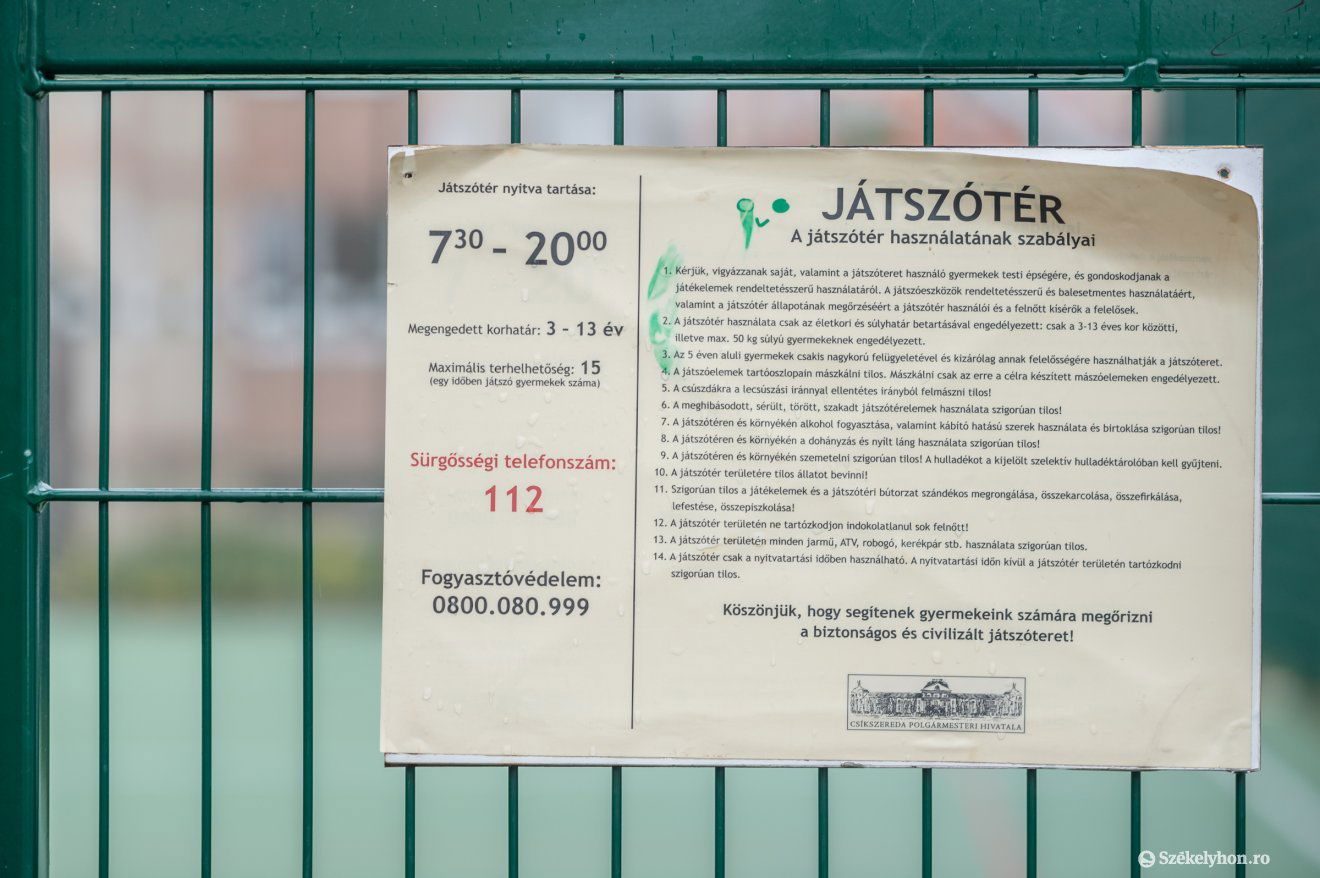 Játszótér nyitva tartása:
7³⁰ - 20⁰⁰
Megengedett korhatár: 3 - 13 év
Maximális terhelhetőség: 15
(egy időben játszó gyermekek száma)
Sürgősségi telefonszám:
112
Fogyasztóvédelem:
0800.080.999
JÁTSZÓTÉR
A játszótér használatának szabályai
1. Kérjük, vigyázzanak saját, valamint a játszóteret használó gyermekek testi épségére, és gondoskodjanak a
játékelemek rendeltetésszerű használatáról. A játszóeszközök rendeltetésszerű és balesetmentes használatáért,
valamint a játszótér állapotának megőrzéséért a játszótér használói és a felnőtt kísérők a felelősek.
2. A játszótér használata csak az életkori és súlyhatár betartásával engedélyezett: csak a 3-13 éves kor közötti,
illetve max. 50 kg súlyú gyermekeknek engedélyezett.
3. Az 5 éven aluli gyermekek csakis nagykorú felügyeletével és kizárólag annak felelősségére használhatják a játszóteret.
4. A játszóelemek tartóoszlopain mászkálni tilos. Mászkálni csak az erre a célra készített mászóelemeken engedélyezett.
5. A csúszdákra a lecsúszási iránnyal ellentétes irányból felmászni tilos!
6. A meghibásodott, sérült, törött, szakadt játszótérelemek használata szigorúan tilos!
7. A játszótéren és környékén alkohol fogyasztása, valamint kábító hatású szerek használata és birtoklása szigorúan tilos!
8. A játszótéren és környékén a dohányzás és nyílt láng használata szigorúan tilos!
9. A játszótéren és környékén szemetelni szigorúan tilos! A hulladékot a kijelölt szelektív hulladéktárolóban kell gyűjteni.
10. A játszótér területére tilos állatot bevinni!
11. Szigorúan tilos a játékelemek és a játszótéri bútorzat szándékos megrongálása, összekarcolása, összefirkálása,
lefestése, összepiszkolása!
12. A játszótér területén ne tartózkodjon indokolatlanul sok felnőtt!
13. A játszótér területén minden jármű, ATV, robogó, kerékpár stb. használata szigorúan tilos.
14. A játszótér csak a nyitvatartási időben használható. A nyitvatartási időn kívül a játszótér területén tartózkodni
szigorúan tilos.
Köszönjük, hogy segítenek gyermekeink számára megőrizni
a biztonságos és civilizált játszóteret!
CSÍKSZEREDA POLGÁRMESTERI HIVATALA
Székelyhon.ro